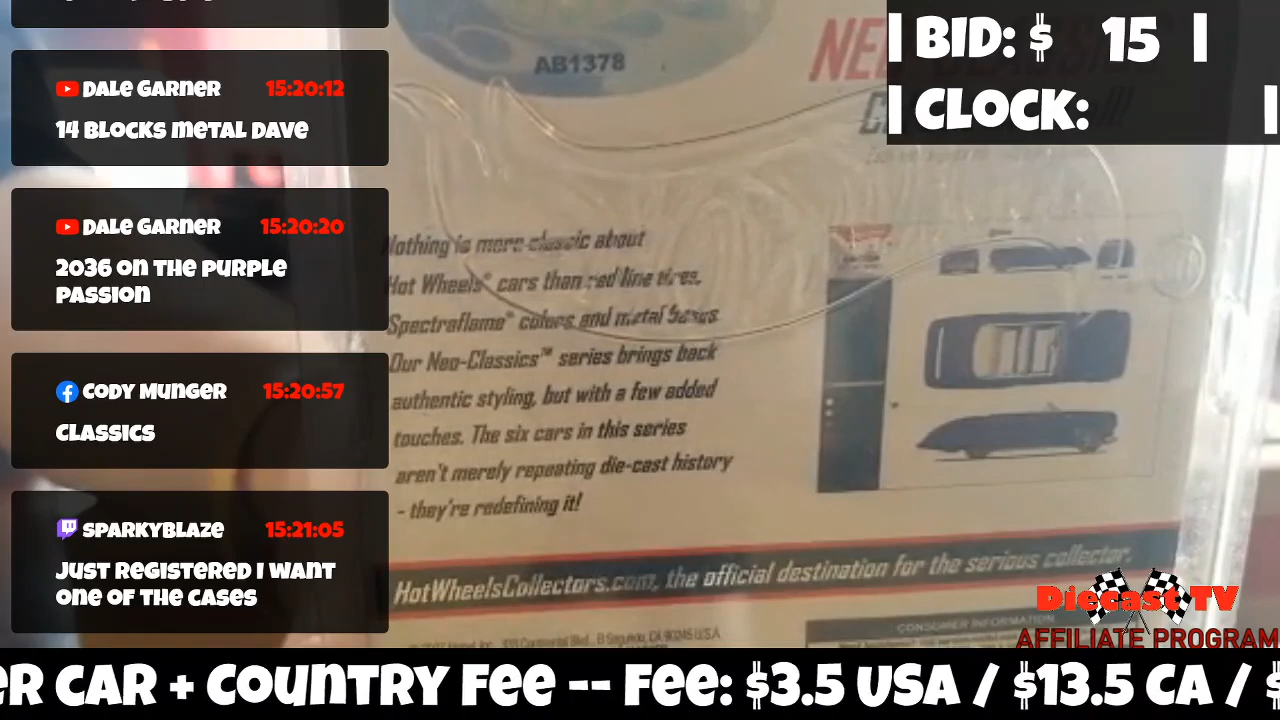 DALE GARNER 15:20:12
14 BLOCKS METAL DAVE
DALE GARNER 15:20:20
2036 ON THE PURPLE
PASSION
CODY MUNGER 15:20:57
CLASSICS
SPARKYBLAZE 15:21:05
JUST REGISTERED I WANT
ONE OF THE CASES
AB1378
| BID: $ 15 |
| CLOCK: |
Nothing is more classic about
Hot Wheels® cars than red line tires,
Spectraflame® colors and metal bases.
Our Neo-Classics™ series brings back
authentic styling, but with a few added
touches. The six cars in this series
aren't merely repeating die-cast history
- they're redefining it!
HotWheelsCollectors.com, the official destination for the serious collector.
CONSUMER INFORMATION
Diecast TV
AFFILIATE PROGRAM
ER CAR + COUNTRY FEE -- FEE: $3.5 USA / $13.5 CA / $